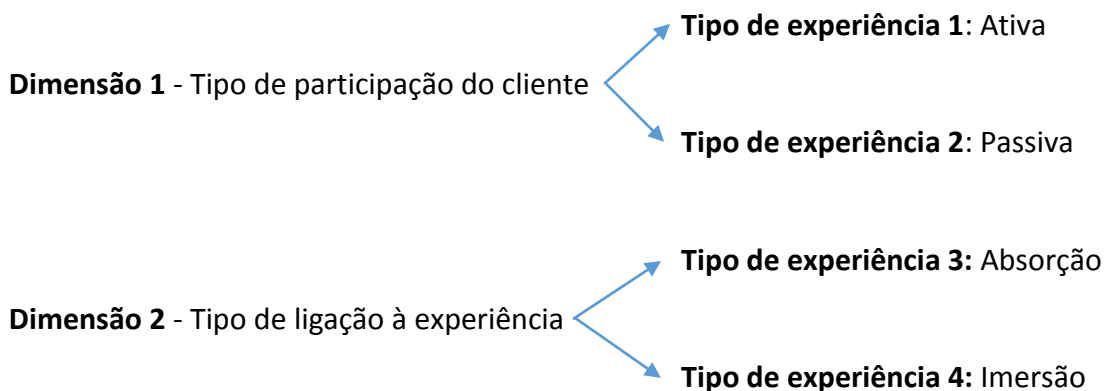 Tipo de experiência 1: Ativa
Dimensão 1 - Tipo de participação do cliente
Tipo de experiência 2: Passiva
Tipo de experiência 3: Absorção
Dimensão 2 - Tipo de ligação à experiência
Tipo de experiência 4: Imersão